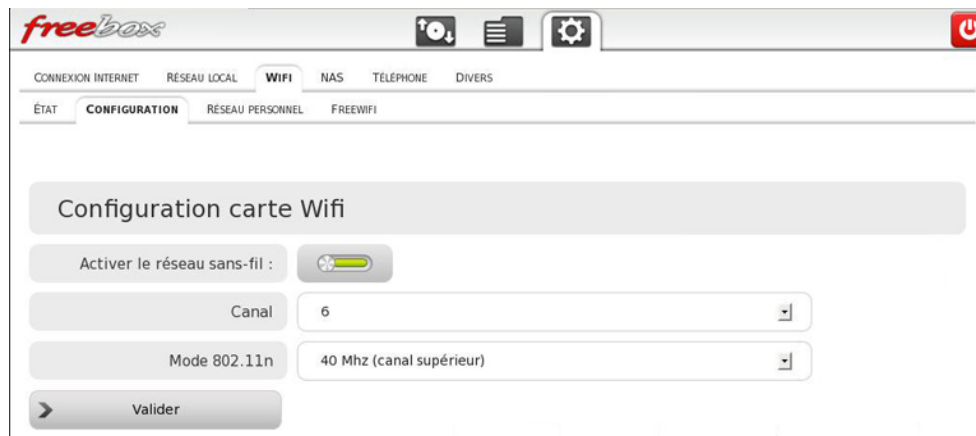 freebox
CONNEXION INTERNET RÉSEAU LOCAL WIFI NAS TÉLÉPHONE DIVERS
ÉTAT CONFIGURATION RÉSEAU PERSONNEL FREEWIFI
Configuration carte Wifi
Activer le réseau sans-fil :
Canal 6
Mode 802.11n 40 Mhz (canal supérieur)
Valider